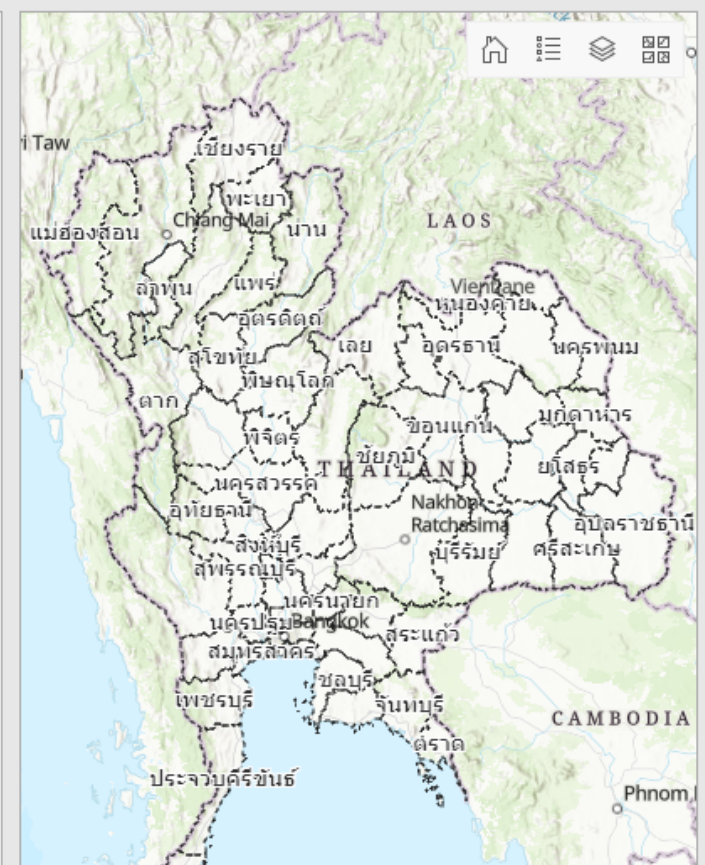 i Taw
เชียงราย
พะเยา
Chiang Mai
น่าน
LAOS
แม่ฮ่องสอน
ลำพูน
แพร่
Vientiane
หนองคาย
อุตรดิตถ์
สุโขทัย
เลย
อุดรธานี
นครพนม
พิษณุโลก
ตาก
ขอนแก่น
มุกดาหาร
พิจิตร
ชัยภูมิ
THAILAND
ยโสธร
นครสวรรค์
อุทัยธานี
Nakhon
Ratchasima
อุบลราชธานี
สิงห์บุรี
บุรีรัมย์
ศรีสะเกษ
สุพรรณบุรี
นครนายก
นครปฐม
Bangkok
สระแก้ว
สมุทรสาคร
ชลบุรี
เพชรบุรี
จันทบุรี
CAMBODIA
ตราด
ประจวบคีรีขันธ์
Phnom